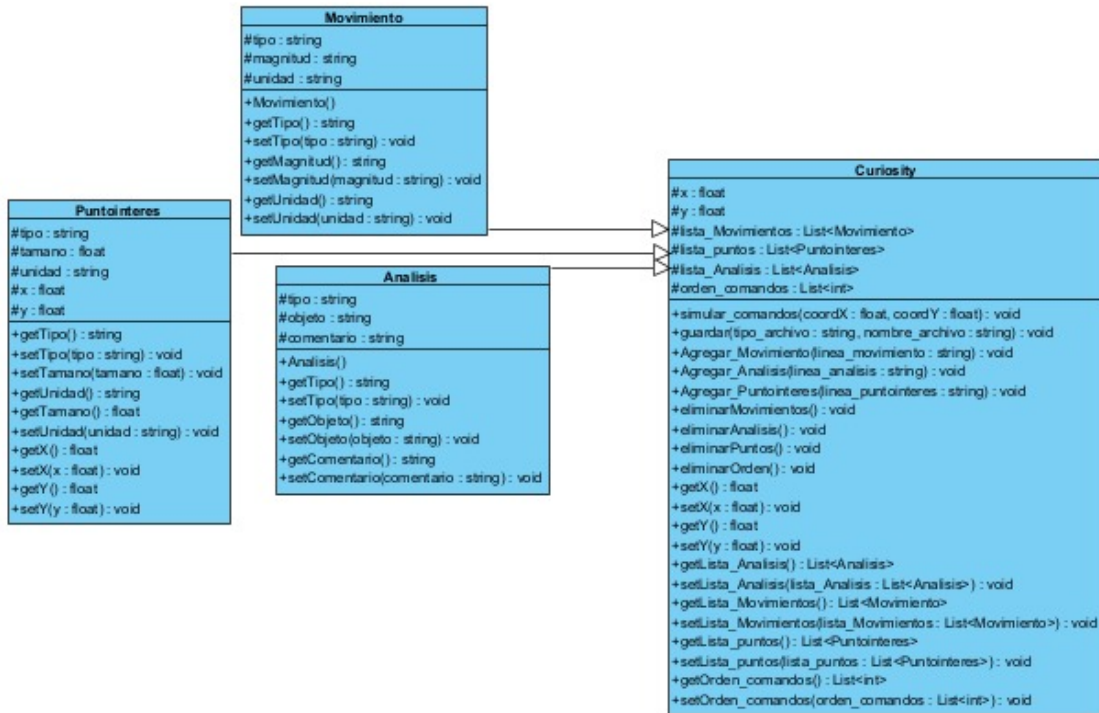 Movimiento
#tipo : string
#magnitud : string
#unidad : string
+Movimiento()
+getTipo() : string
+setTipo(tipo : string) : void
+getMagnitud() : string
+setMagnitud(magnitud : string) : void
+getUnidad() : string
+setUnidad(unidad : string) : void
Puntointeres
#tipo : string
#tamano : float
#unidad : string
#x : float
#y : float
+getTipo() : string
+setTipo(tipo : string) : void
+setTamano(tamano : float) : void
+getUnidad() : string
+getTamano() : float
+setUnidad(unidad : string) : void
+getX() : float
+setX(x : float) : void
+getY() : float
+setY(y : float) : void
Analisis
#tipo : string
#objeto : string
#comentario : string
+Analisis()
+getTipo() : string
+setTipo(tipo : string) : void
+getObjeto() : string
+setObjeto(objeto : string) : void
+getComentario() : string
+setComentario(comentario : string) : void
Curiosity
#x : float
#y : float
#lista_Movimientos : List<Movimiento>
#lista_puntos : List<Puntointeres>
#lista_Analisis : List<Analisis>
#orden_comandos : List<int>
+simular_comandos(coordX : float, coordY : float) : void
+guardar(tipo_archivo : string, nombre_archivo : string) : void
+Agregar_Movimiento(linea_movimiento : string) : void
+Agregar_Analisis(linea_analisis : string) : void
+Agregar_Puntointeres(linea_puntointeres : string) : void
+eliminarMovimientos() : void
+eliminarAnalisis() : void
+eliminarPuntos() : void
+eliminarOrden() : void
+getX() : float
+setX(x : float) : void
+getY() : float
+setY(y : float) : void
+getLista_Analisis() : List<Analisis>
+setLista_Analisis(lista_Analisis : List<Analisis>) : void
+getLista_Movimientos() : List<Movimiento>
+setLista_Movimientos(lista_Movimientos : List<Movimiento>) : void
+getLista_puntos() : List<Puntointeres>
+setLista_puntos(lista_puntos : List<Puntointeres>) : void
+getOrden_comandos() : List<int>
+setOrden_comandos(orden_comandos : List<int>) : void